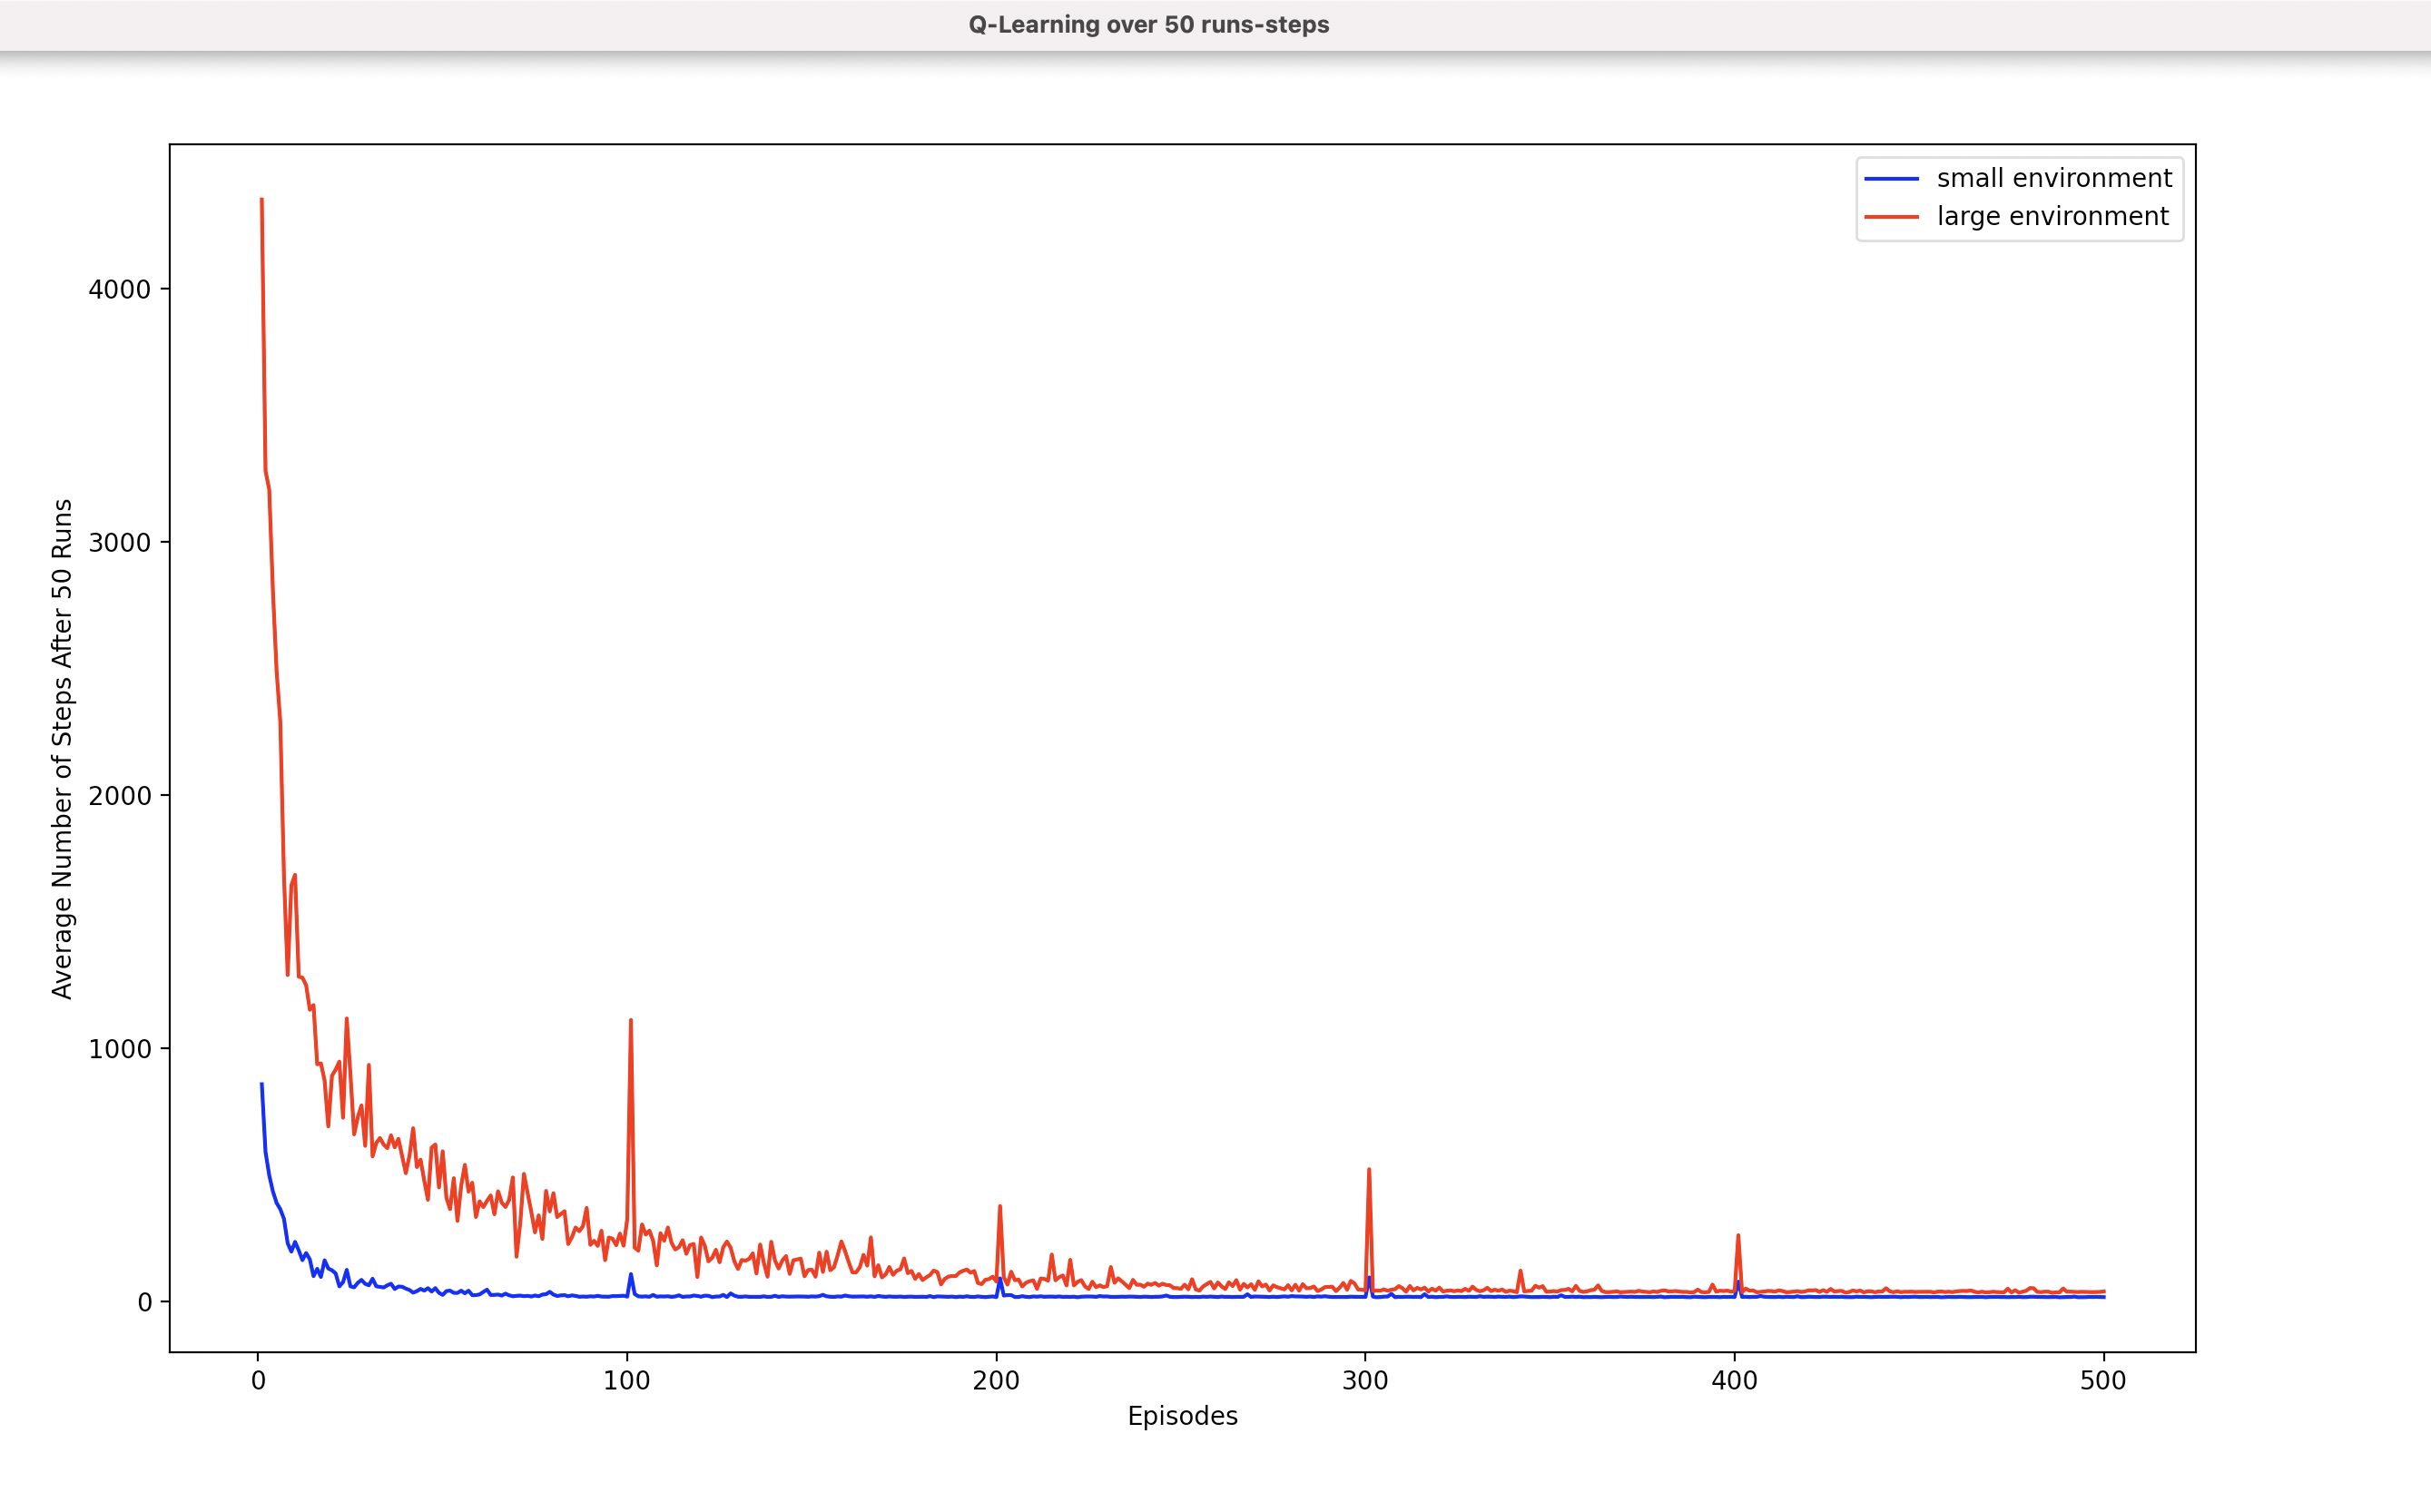 Q-Learning over 50 runs-steps
small environment
large environment
Average Number of Steps After 50 Runs
4000
3000
2000
1000
0
0 100 200 300 400 500
Episodes